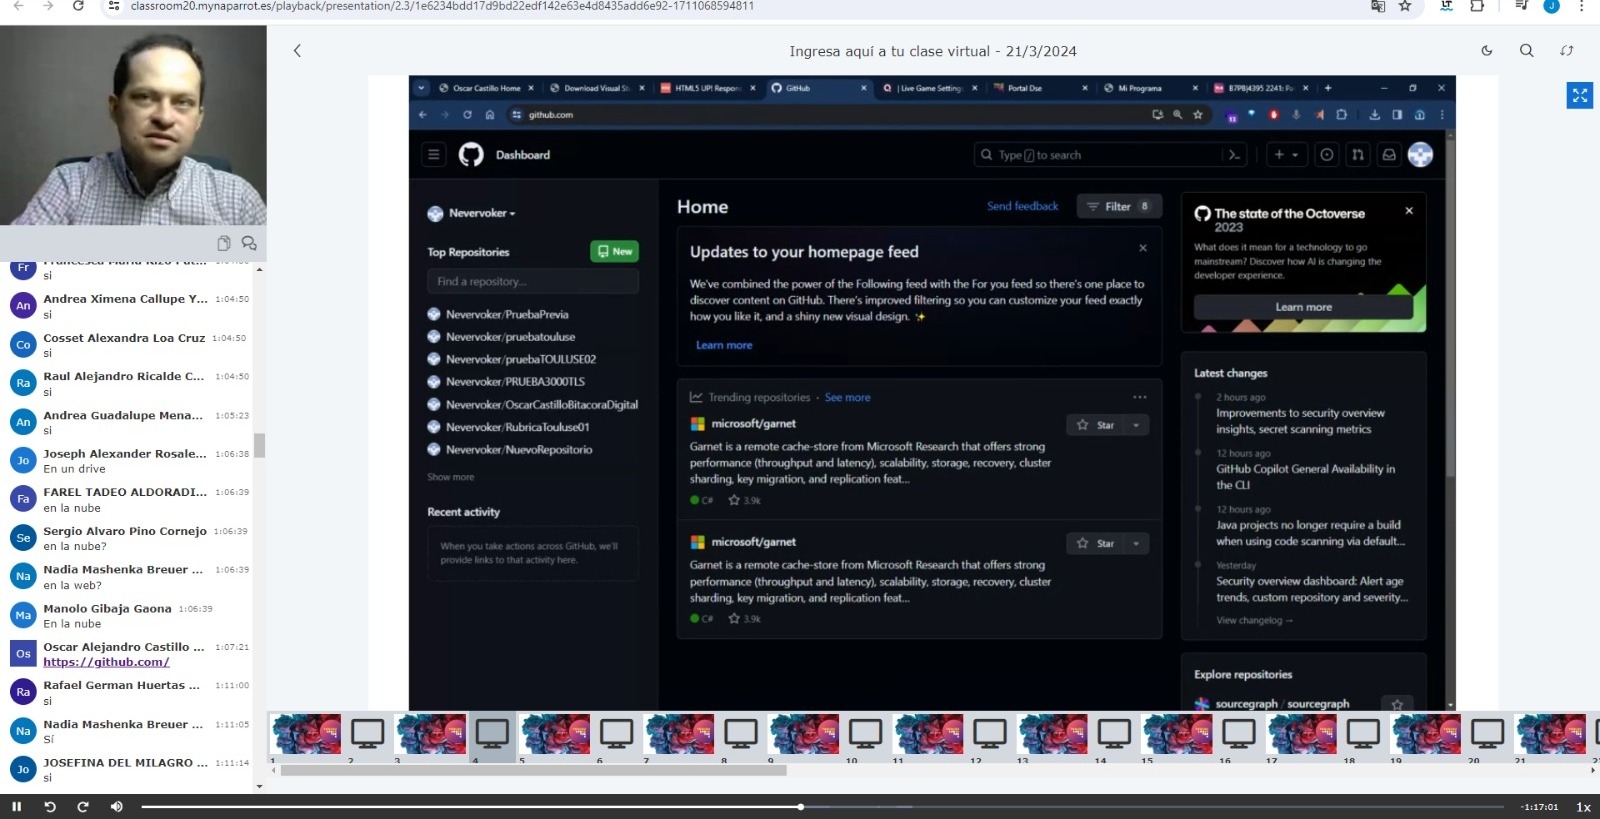 classroom20.mynaparrot.es/playback/presentation/2.3/1e6234bdd17d9bd22edf142e63e4d8435add6e92-1711068594811
Ingresa aquí a tu clase virtual - 21/3/2024
Oscar Castillo Home
Download Visual St
HTML5 UP! Respon
GitHub
| Live Game Setting
Portal Dse
Mi Programa
B7PB|4395 2241: Po
github.com
Dashboard
Type / to search
Nevervoker
Top Repositories
New
Find a repository...
Nevervoker/PruebaPrevia
Nevervoker/pruebatouluse
Nevervoker/pruebaTOULUSE02
Nevervoker/PRUEBA3000TLS
Nevervoker/OscarCastilloBitacoraDigital
Nevervoker/RubricaTouluse01
Nevervoker/NuevoRepositorio
Show more
Recent activity
When you take actions across GitHub, we'll
provide links to that activity here.
Home
Send feedback
Filter 8
Updates to your homepage feed
We've combined the power of the Following feed with the For you feed so there's one place to
discover content on GitHub. There's improved filtering so you can customize your feed exactly
how you like it, and a shiny new visual design. ✨
Learn more
Trending repositories · See more
microsoft/garnet
Star
Garnet is a remote cache-store from Microsoft Research that offers strong
performance (throughput and latency), scalability, storage, recovery, cluster
sharding, key migration, and replication feat...
C# 3.9k
microsoft/garnet
Star
Garnet is a remote cache-store from Microsoft Research that offers strong
performance (throughput and latency), scalability, storage, recovery, cluster
sharding, key migration, and replication feat...
C# 3.9k
The state of the Octoverse
2023
What does it mean for a technology to go
mainstream? Discover how AI is changing the
developer experience.
Learn more
Latest changes
2 hours ago
Improvements to security overview
insights, secret scanning metrics
12 hours ago
GitHub Copilot General Availability in
the CLI
12 hours ago
Java projects no longer require a build
when using code scanning via default...
Yesterday
Security overview dashboard: Alert age
trends, custom repository and severity...
View changelog →
Explore repositories
sourcegraph / sourcegraph
Fr
si
An Andrea Ximena Callupe Y... 1:04:50
si
Co Cosset Alexandra Loa Cruz 1:04:50
si
Ra Raul Alejandro Ricalde C... 1:04:50
si
An Andrea Guadalupe Mena... 1:05:23
si
Jo Joseph Alexander Rosale... 1:06:38
En un drive
Fa FAREL TADEO ALDORADI... 1:06:39
en la nube
Se Sergio Alvaro Pino Cornejo 1:06:39
en la nube?
Na Nadia Mashenka Breuer ... 1:06:39
en la web?
Ma Manolo Gibaja Gaona 1:06:39
En la nube
Os Oscar Alejandro Castillo ... 1:07:21
https://github.com/
Ra Rafael German Huertas ... 1:11:00
si
Na Nadia Mashenka Breuer ... 1:11:05
Sí
Jo JOSEFINA DEL MILAGRO ... 1:11:14
si
1 2 3 4 5 6 7 8 9 10 11 12 13 14 15 16 17 18 19 20 21
-1:17:01 1x